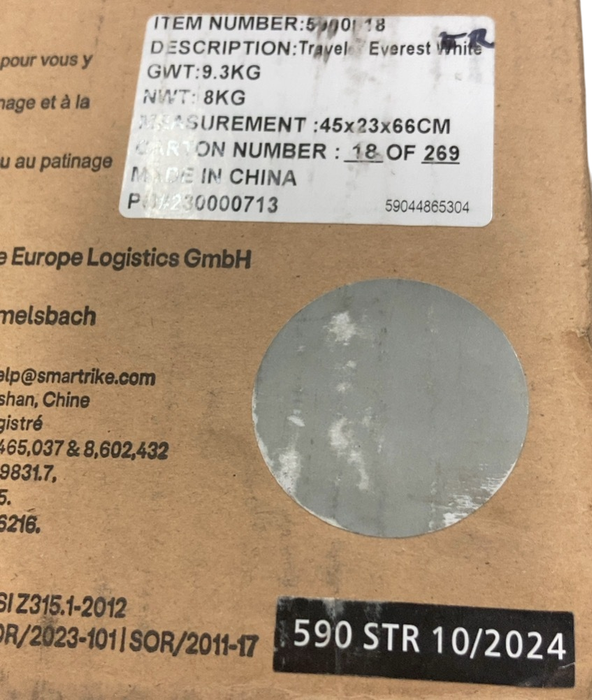 ITEM NUMBER:
DESCRIPTION:Travel Everest White
GWT:9.3KG
NWT: 8KG
MEASUREMENT :45x23x66CM
CARTON NUMBER : 18 OF 269
MADE IN CHINA
59044865304
pour vous y
nage et à la
u au patinage
e Europe Logistics GmbH
melsbach
elp@smartrike.com
shan, Chine
gistré
465,037 & 8,602,432
9831.7,
5.
6216.
SI Z315.1-2012
OR/2023-101 | SOR/2011-17
590 STR 10/2024